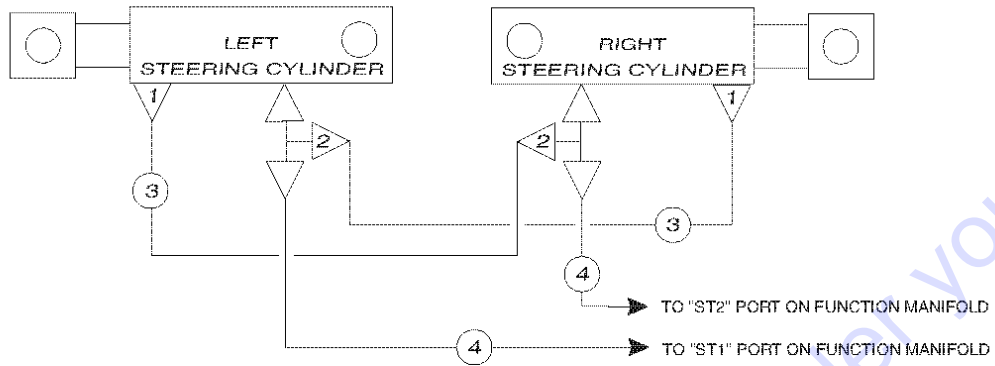 LEFT
STEERING CYLINDER
RIGHT
STEERING CYLINDER
1
1
2
2
3
3
4
TO "ST2" PORT ON FUNCTION MANIFOLD
4
TO "ST1" PORT ON FUNCTION MANIFOLD